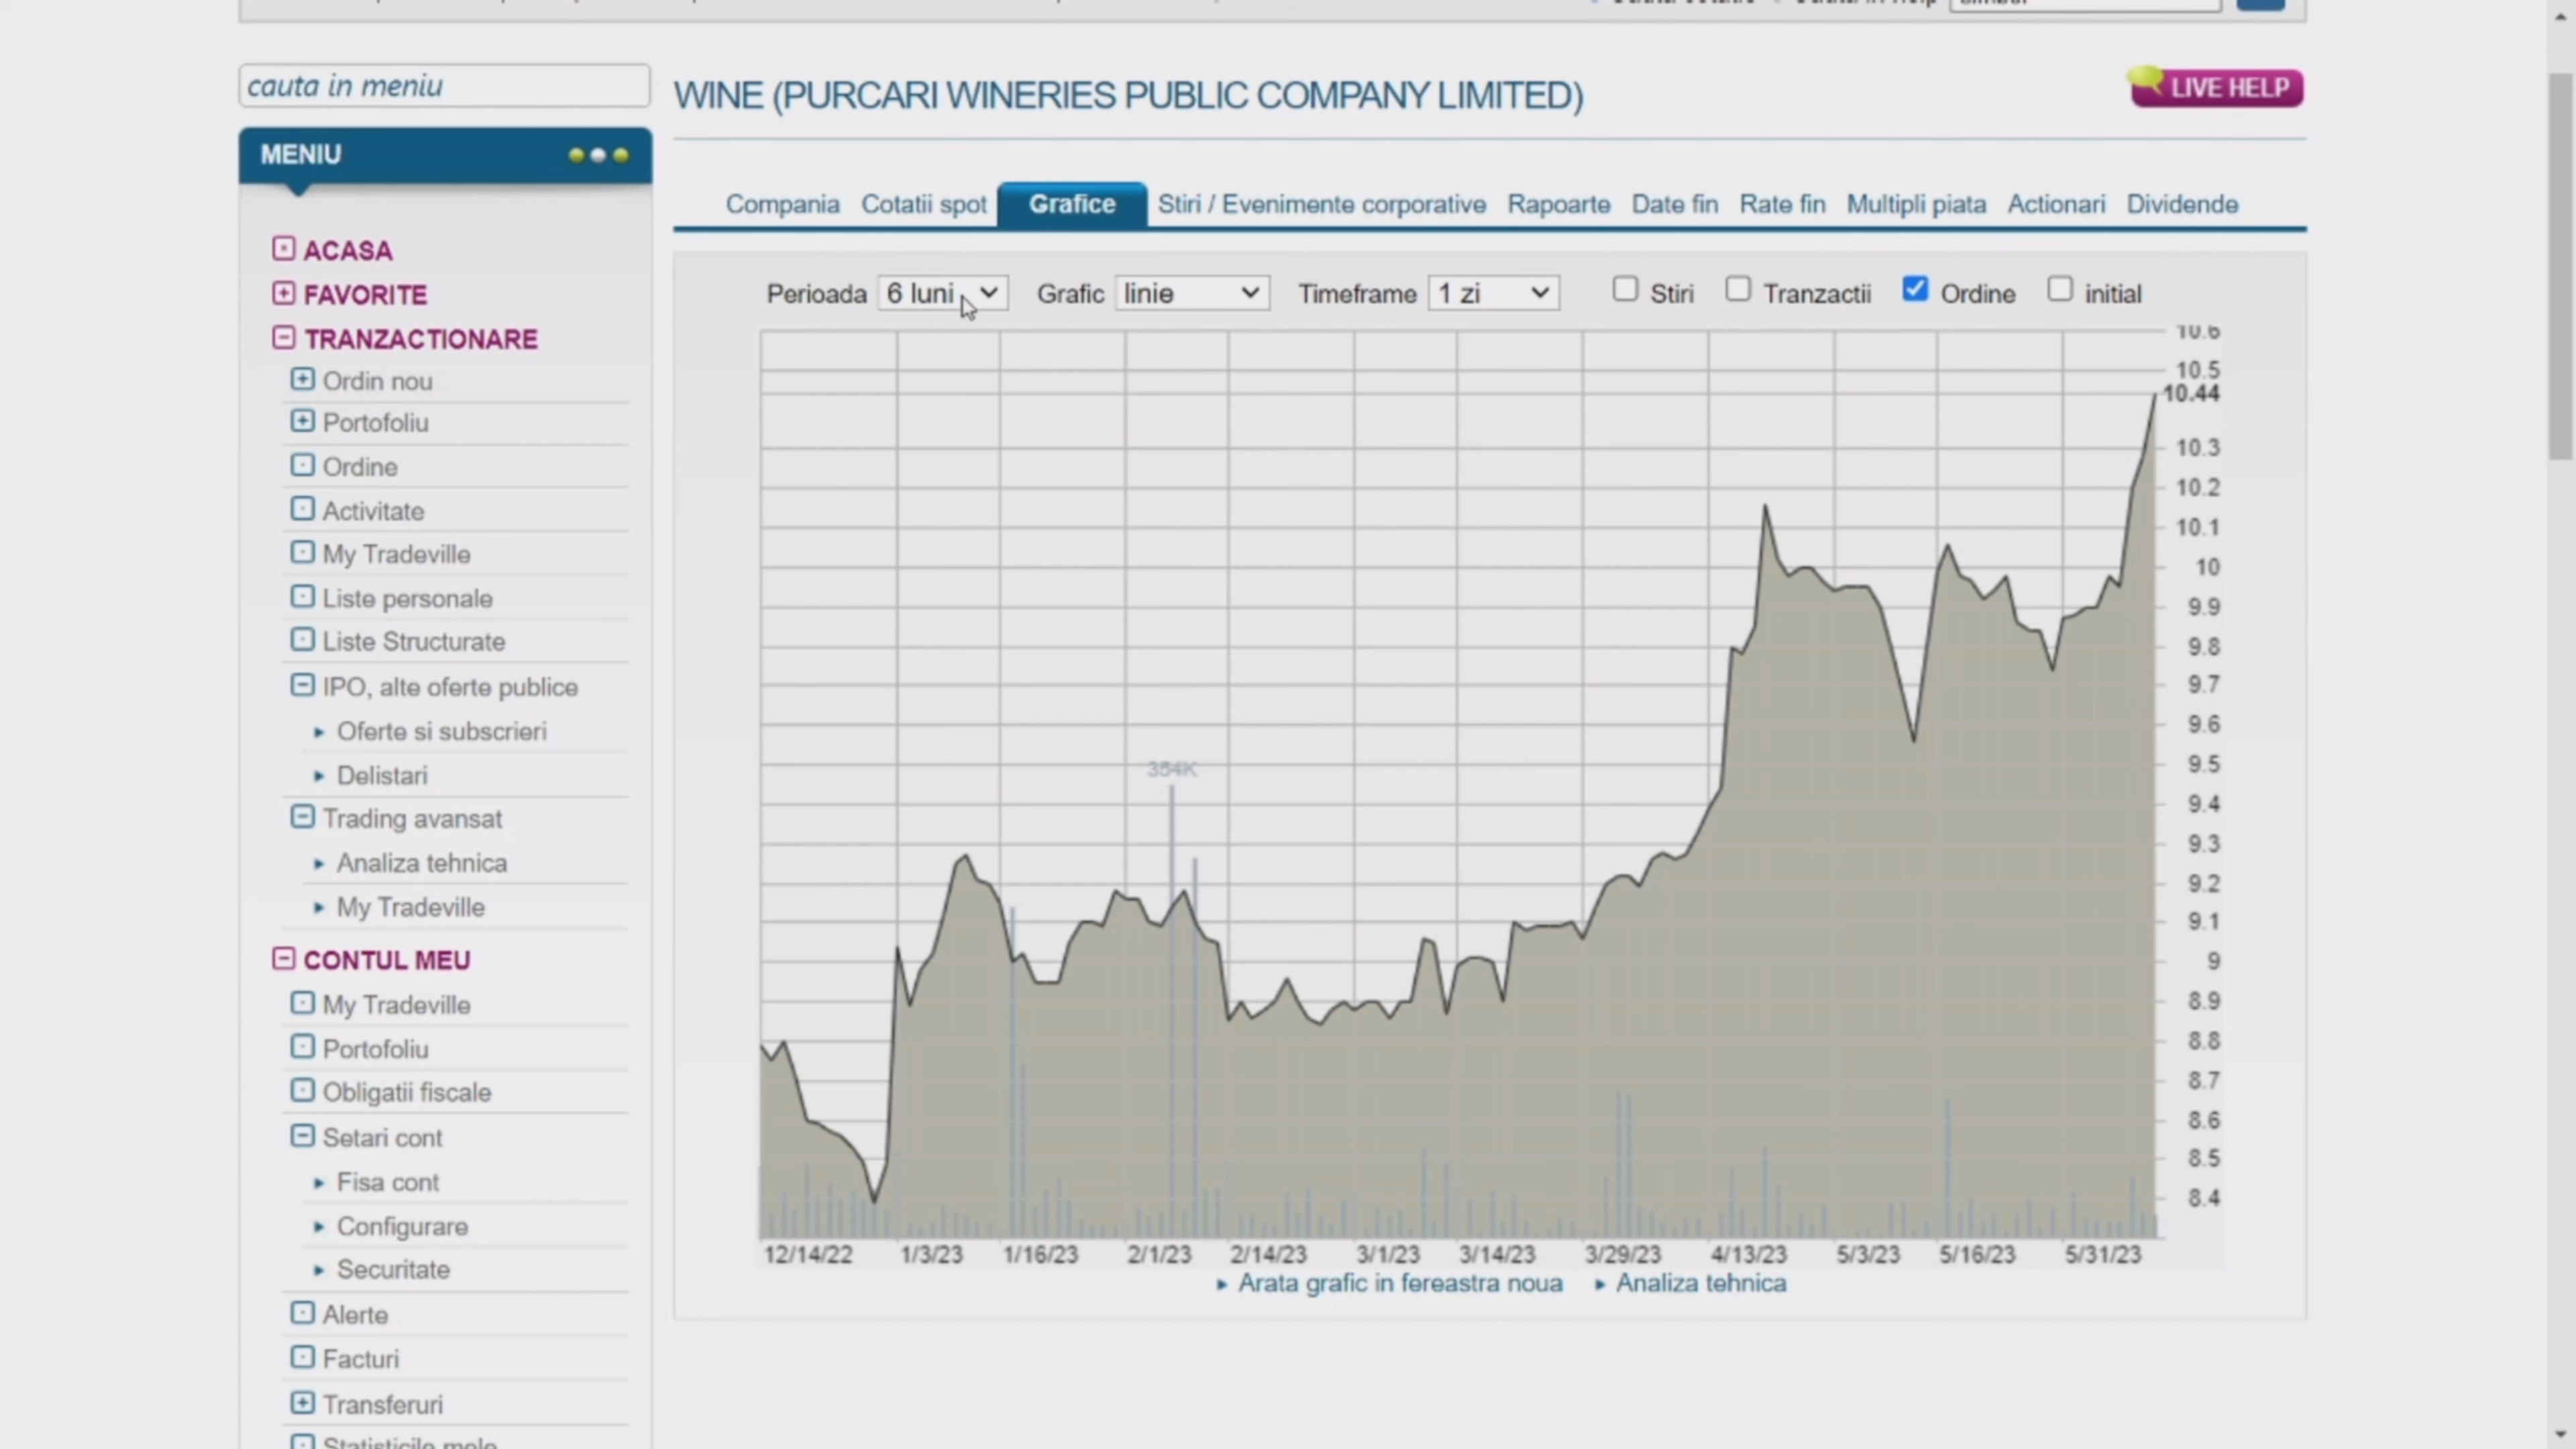 cauta in meniu
WINE (PURCARI WINERIES PUBLIC COMPANY LIMITED)
LIVE HELP
MENIU
Compania Cotatii spot Grafice Stiri / Evenimente corporative Rapoarte Date fin Rate fin Multipli piata Actionari Dividende
ACASA
FAVORITE
TRANZACTIONARE
Ordin nou
Portofoliu
Ordine
Activitate
My Tradeville
Liste personale
Liste Structurate
IPO, alte oferte publice
Oferte si subscrieri
Delistari
Trading avansat
Analiza tehnica
My Tradeville
CONTUL MEU
My Tradeville
Portofoliu
Obligatii fiscale
Setari cont
Fisa cont
Configurare
Securitate
Alerte
Facturi
Transferuri
Perioada 6 luni Grafic linie Timeframe 1 zi Stiri Tranzactii Ordine initial
10.6
10.5
10.44
10.3
10.2
10.1
10
9.9
9.8
9.7
9.6
9.5
9.4
9.3
9.2
9.1
9
8.9
8.8
8.7
8.6
8.5
8.4
354K
12/14/22 1/3/23 1/16/23 2/1/23 2/14/23 3/1/23 3/14/23 3/29/23 4/13/23 5/3/23 5/16/23 5/31/23
Arata grafic in fereastra noua Analiza tehnica